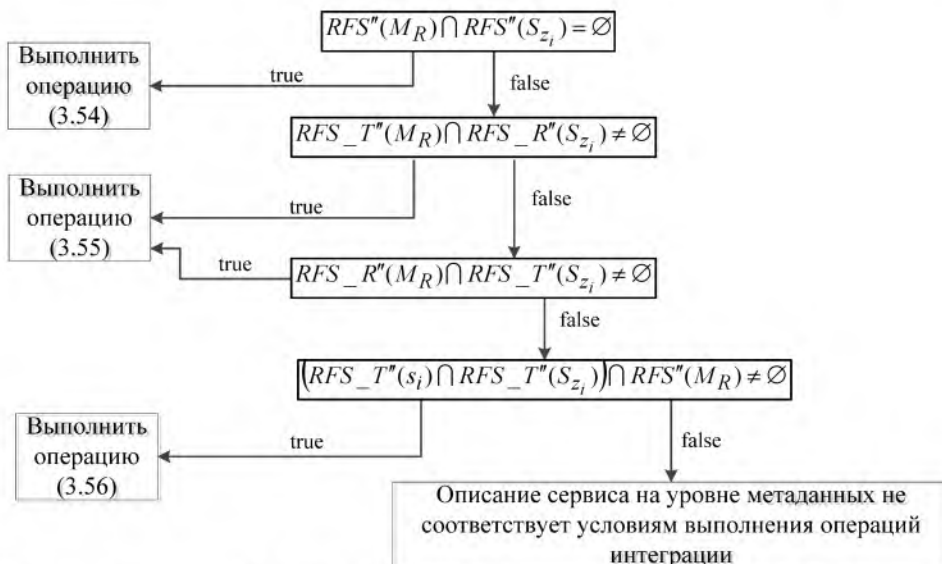 RFS″(M_R)⋂RFS″(S_{z_i})=∅
Выполнить
операцию
(3.54)
true
false
RFS_T″(M_R)⋂RFS_R″(S_{z_i})≠∅
Выполнить
операцию
(3.55)
true
false
true
RFS_R″(M_R)⋂RFS_T″(S_{z_i})≠∅
false
(RFS_T″(s_i)⋂RFS_T″(S_{z_i}))⋂RFS″(M_R)≠∅
Выполнить
операцию
(3.56)
true
false
Описание сервиса на уровне метаданных не
соответствует условиям выполнения операций
интеграции